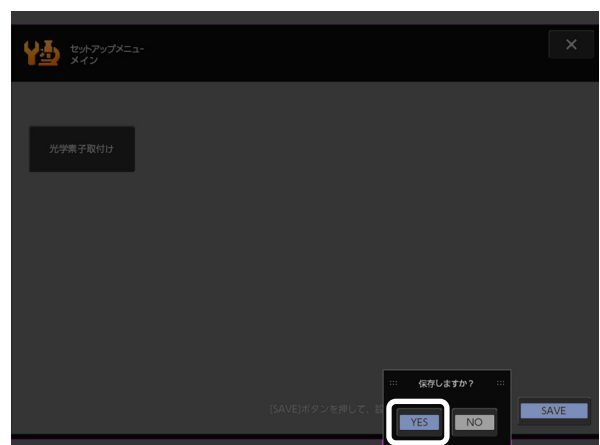 セットアップメニュー
メイン
光学素子取付け
保存しますか？
[SAVE]ボタンを押して、
YES
NO
SAVE